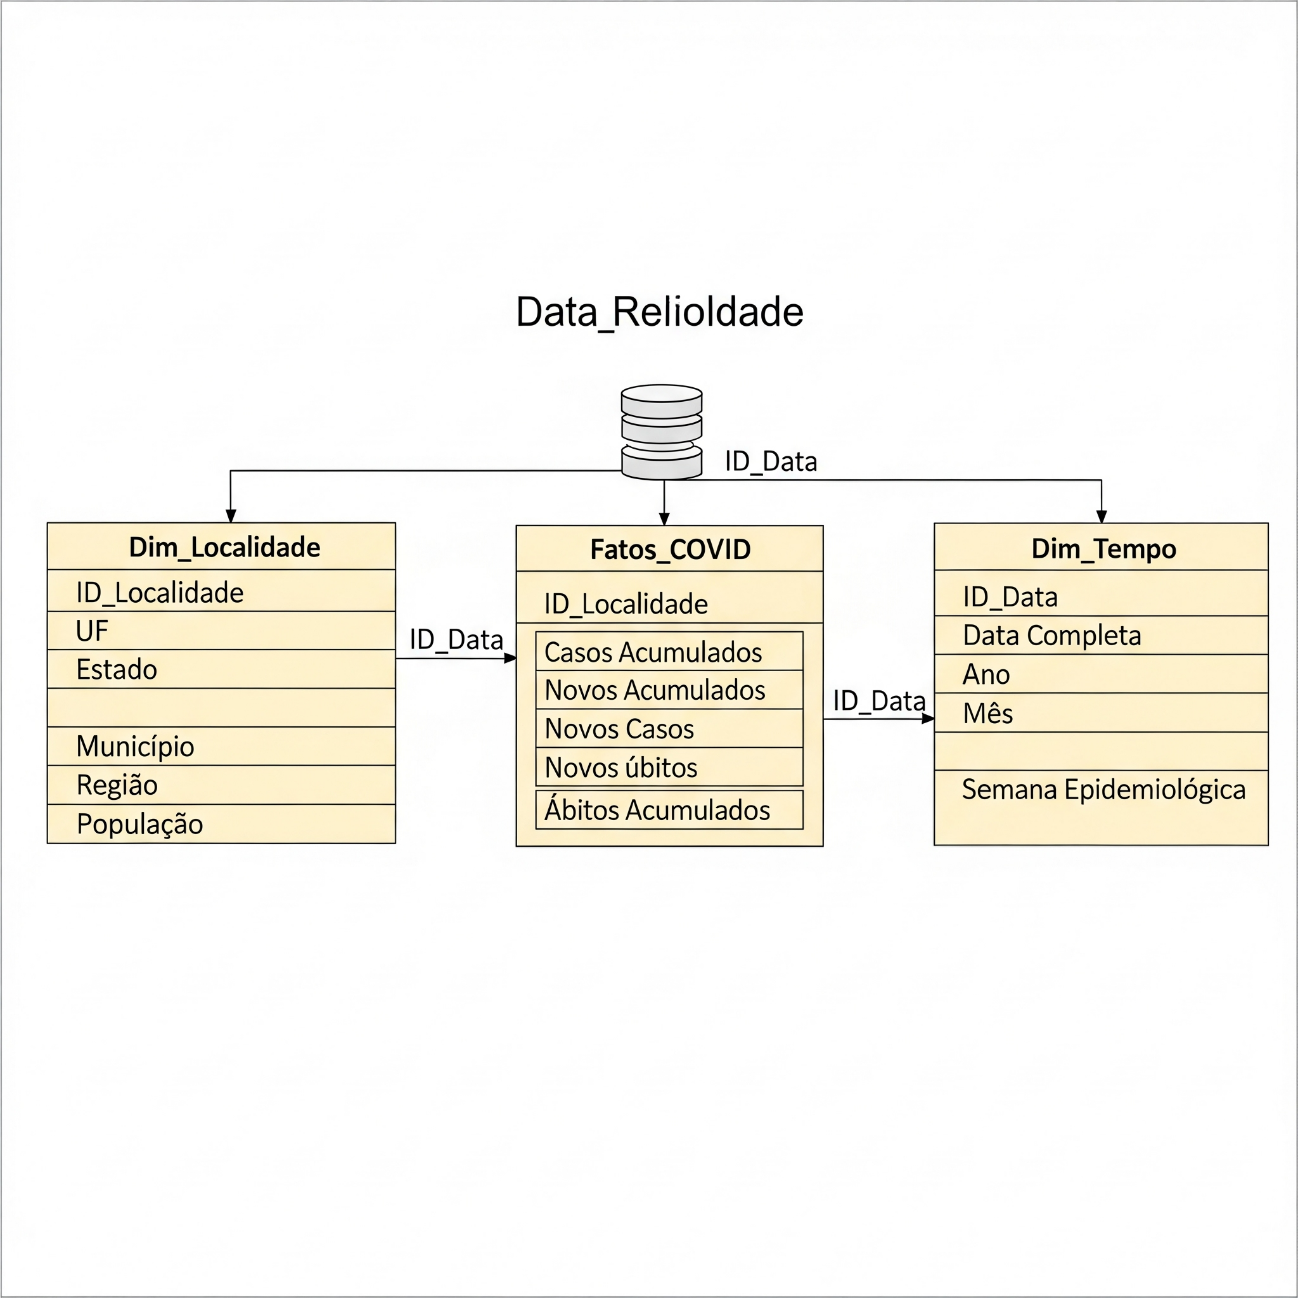 Data_Relioldade
ID_Data
Dim_Localidade
ID_Localidade
UF
Estado
Município
Região
População
ID_Data
Fatos_COVID
ID_Localidade
Casos Acumulados
Novos Acumulados
Novos Casos
Novos úbitos
Ábitos Acumulados
ID_Data
Dim_Tempo
ID_Data
Data Completa
Ano
Mês
Semana Epidemiológica